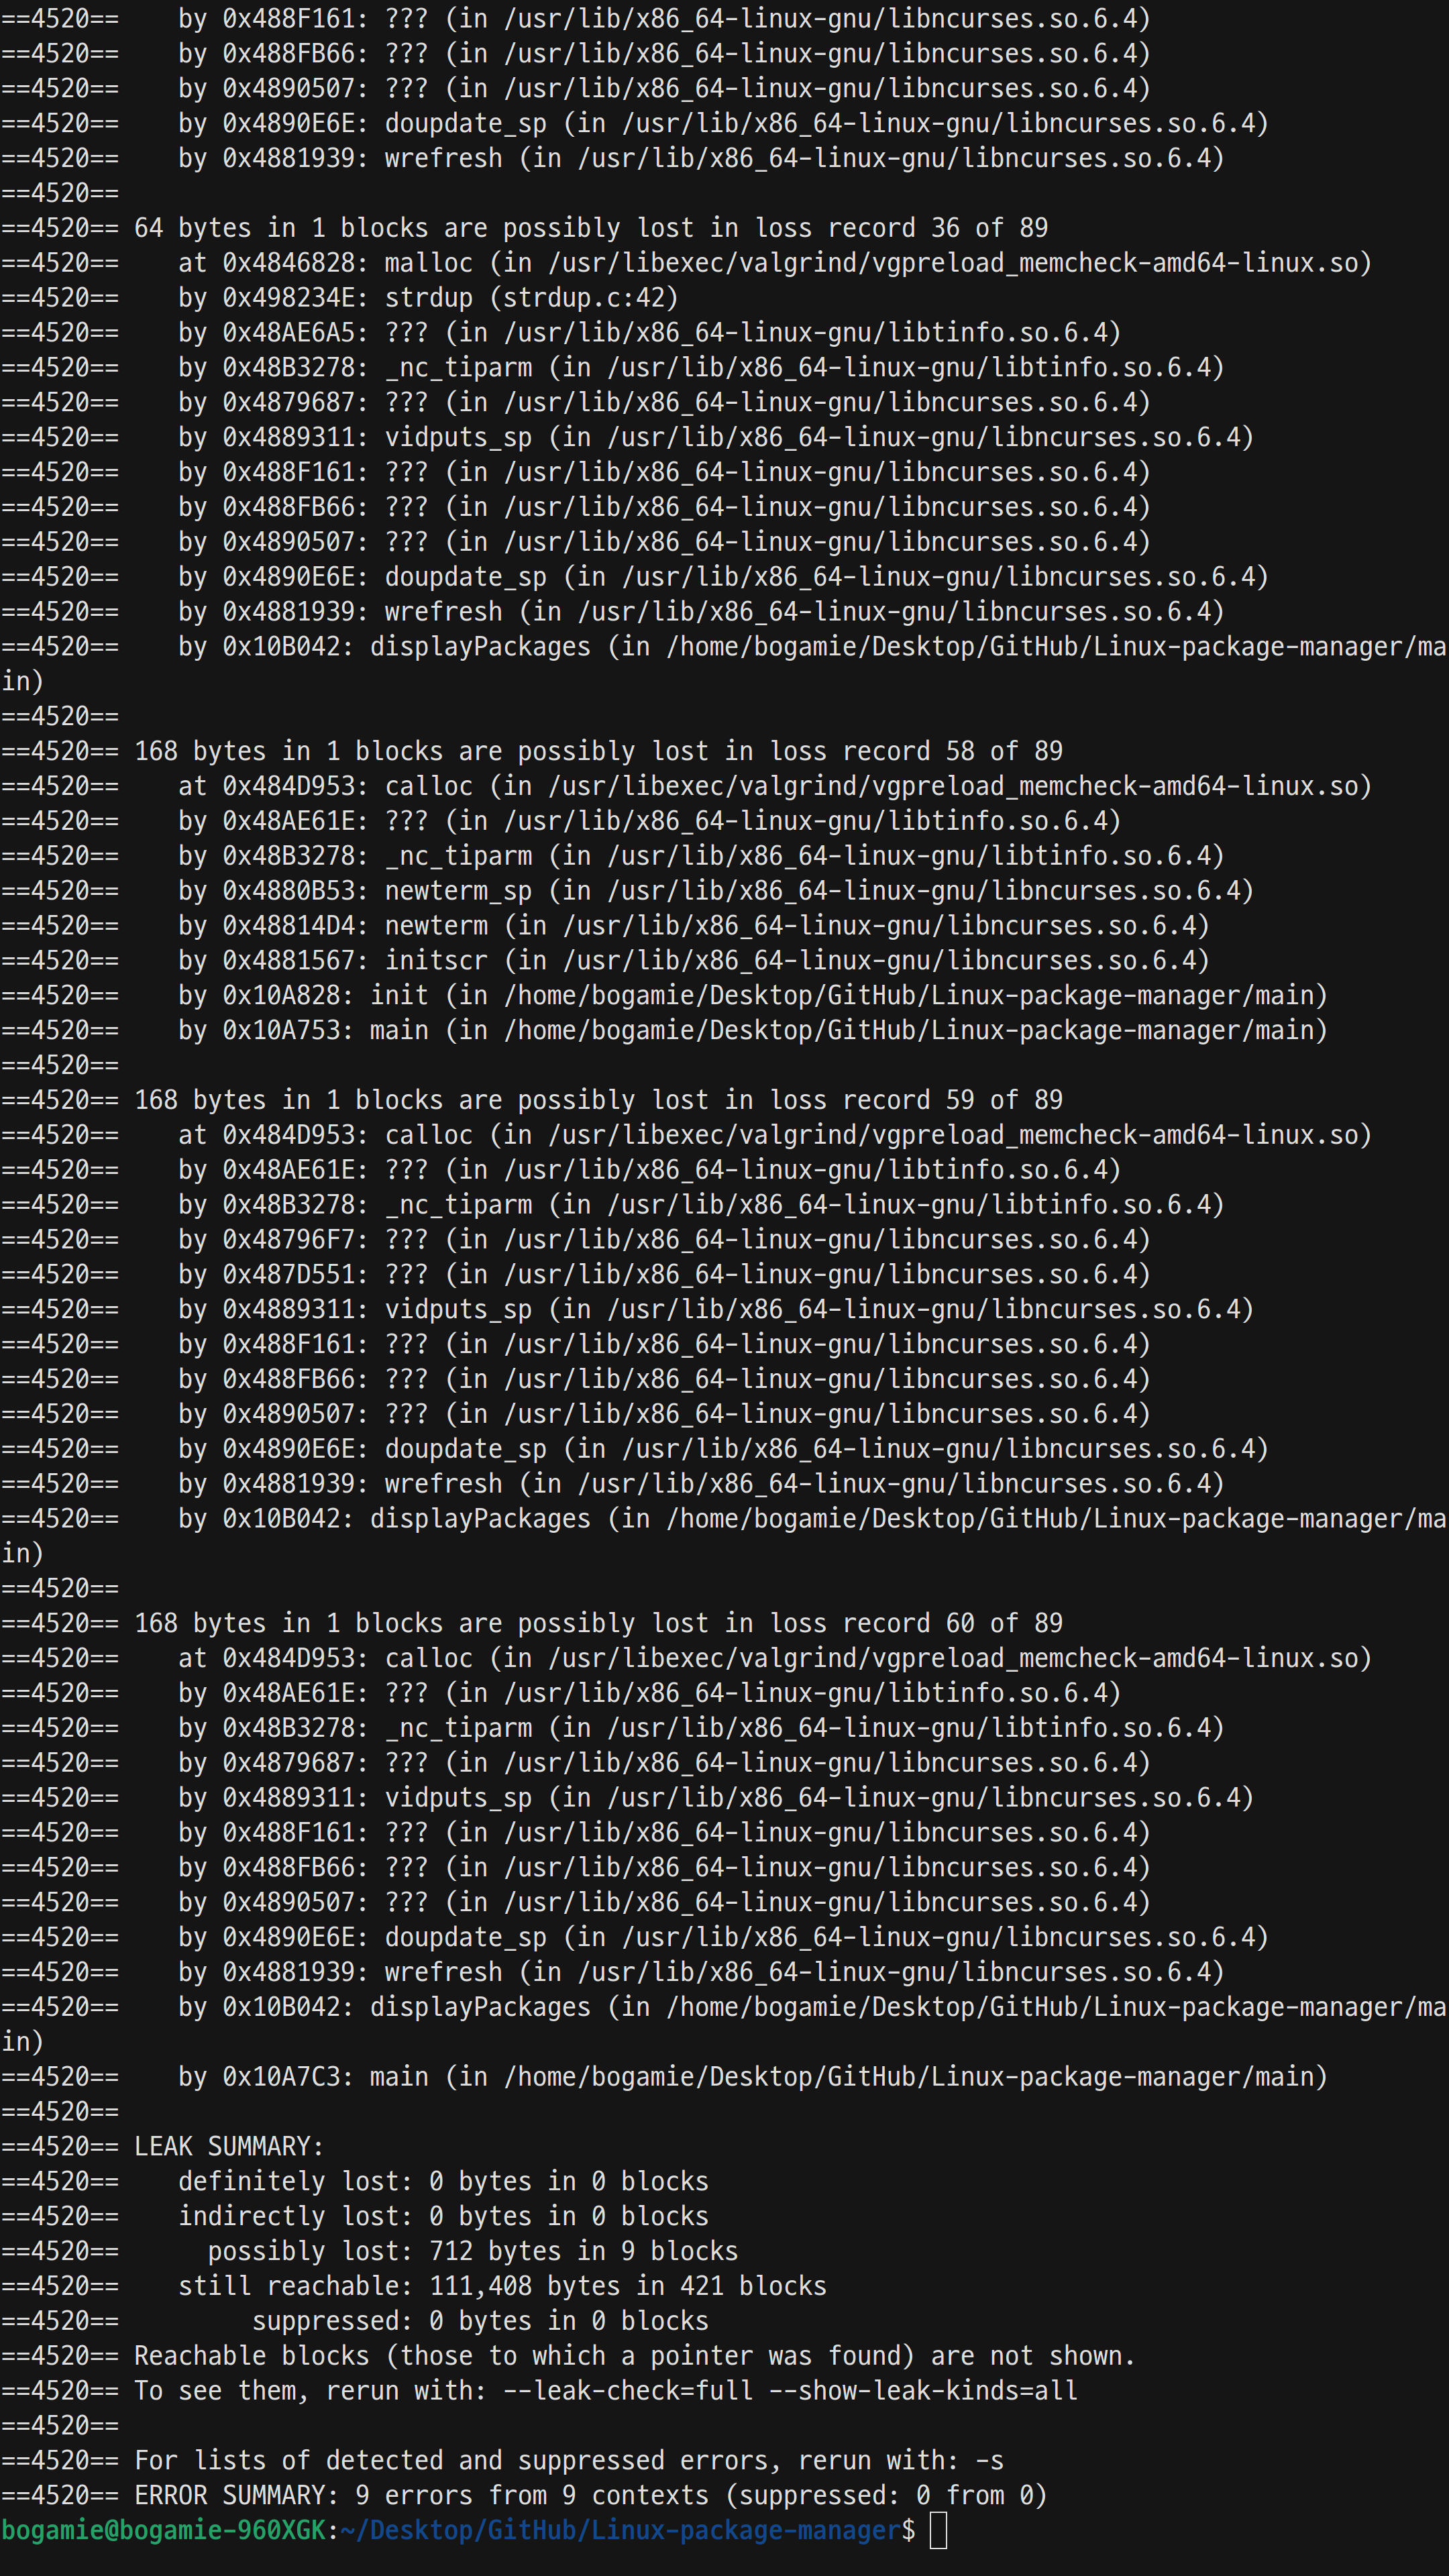 ==4520==    by 0x488F161: ??? (in /usr/lib/x86_64-linux-gnu/libncurses.so.6.4)
==4520==    by 0x488FB66: ??? (in /usr/lib/x86_64-linux-gnu/libncurses.so.6.4)
==4520==    by 0x4890507: ??? (in /usr/lib/x86_64-linux-gnu/libncurses.so.6.4)
==4520==    by 0x4890E6E: doupdate_sp (in /usr/lib/x86_64-linux-gnu/libncurses.so.6.4)
==4520==    by 0x4881939: wrefresh (in /usr/lib/x86_64-linux-gnu/libncurses.so.6.4)
==4520==
==4520== 64 bytes in 1 blocks are possibly lost in loss record 36 of 89
==4520==    at 0x4846828: malloc (in /usr/libexec/valgrind/vgpreload_memcheck-amd64-linux.so)
==4520==    by 0x498234E: strdup (strdup.c:42)
==4520==    by 0x48AE6A5: ??? (in /usr/lib/x86_64-linux-gnu/libtinfo.so.6.4)
==4520==    by 0x48B3278: _nc_tiparm (in /usr/lib/x86_64-linux-gnu/libtinfo.so.6.4)
==4520==    by 0x4879687: ??? (in /usr/lib/x86_64-linux-gnu/libncurses.so.6.4)
==4520==    by 0x4889311: vidputs_sp (in /usr/lib/x86_64-linux-gnu/libncurses.so.6.4)
==4520==    by 0x488F161: ??? (in /usr/lib/x86_64-linux-gnu/libncurses.so.6.4)
==4520==    by 0x488FB66: ??? (in /usr/lib/x86_64-linux-gnu/libncurses.so.6.4)
==4520==    by 0x4890507: ??? (in /usr/lib/x86_64-linux-gnu/libncurses.so.6.4)
==4520==    by 0x4890E6E: doupdate_sp (in /usr/lib/x86_64-linux-gnu/libncurses.so.6.4)
==4520==    by 0x4881939: wrefresh (in /usr/lib/x86_64-linux-gnu/libncurses.so.6.4)
==4520==    by 0x10B042: displayPackages (in /home/bogamie/Desktop/GitHub/Linux-package-manager/ma
in)
==4520==
==4520== 168 bytes in 1 blocks are possibly lost in loss record 58 of 89
==4520==    at 0x484D953: calloc (in /usr/libexec/valgrind/vgpreload_memcheck-amd64-linux.so)
==4520==    by 0x48AE61E: ??? (in /usr/lib/x86_64-linux-gnu/libtinfo.so.6.4)
==4520==    by 0x48B3278: _nc_tiparm (in /usr/lib/x86_64-linux-gnu/libtinfo.so.6.4)
==4520==    by 0x4880B53: newterm_sp (in /usr/lib/x86_64-linux-gnu/libncurses.so.6.4)
==4520==    by 0x48814D4: newterm (in /usr/lib/x86_64-linux-gnu/libncurses.so.6.4)
==4520==    by 0x4881567: initscr (in /usr/lib/x86_64-linux-gnu/libncurses.so.6.4)
==4520==    by 0x10A828: init (in /home/bogamie/Desktop/GitHub/Linux-package-manager/main)
==4520==    by 0x10A753: main (in /home/bogamie/Desktop/GitHub/Linux-package-manager/main)
==4520==
==4520== 168 bytes in 1 blocks are possibly lost in loss record 59 of 89
==4520==    at 0x484D953: calloc (in /usr/libexec/valgrind/vgpreload_memcheck-amd64-linux.so)
==4520==    by 0x48AE61E: ??? (in /usr/lib/x86_64-linux-gnu/libtinfo.so.6.4)
==4520==    by 0x48B3278: _nc_tiparm (in /usr/lib/x86_64-linux-gnu/libtinfo.so.6.4)
==4520==    by 0x48796F7: ??? (in /usr/lib/x86_64-linux-gnu/libncurses.so.6.4)
==4520==    by 0x487D551: ??? (in /usr/lib/x86_64-linux-gnu/libncurses.so.6.4)
==4520==    by 0x4889311: vidputs_sp (in /usr/lib/x86_64-linux-gnu/libncurses.so.6.4)
==4520==    by 0x488F161: ??? (in /usr/lib/x86_64-linux-gnu/libncurses.so.6.4)
==4520==    by 0x488FB66: ??? (in /usr/lib/x86_64-linux-gnu/libncurses.so.6.4)
==4520==    by 0x4890507: ??? (in /usr/lib/x86_64-linux-gnu/libncurses.so.6.4)
==4520==    by 0x4890E6E: doupdate_sp (in /usr/lib/x86_64-linux-gnu/libncurses.so.6.4)
==4520==    by 0x4881939: wrefresh (in /usr/lib/x86_64-linux-gnu/libncurses.so.6.4)
==4520==    by 0x10B042: displayPackages (in /home/bogamie/Desktop/GitHub/Linux-package-manager/ma
in)
==4520==
==4520== 168 bytes in 1 blocks are possibly lost in loss record 60 of 89
==4520==    at 0x484D953: calloc (in /usr/libexec/valgrind/vgpreload_memcheck-amd64-linux.so)
==4520==    by 0x48AE61E: ??? (in /usr/lib/x86_64-linux-gnu/libtinfo.so.6.4)
==4520==    by 0x48B3278: _nc_tiparm (in /usr/lib/x86_64-linux-gnu/libtinfo.so.6.4)
==4520==    by 0x4879687: ??? (in /usr/lib/x86_64-linux-gnu/libncurses.so.6.4)
==4520==    by 0x4889311: vidputs_sp (in /usr/lib/x86_64-linux-gnu/libncurses.so.6.4)
==4520==    by 0x488F161: ??? (in /usr/lib/x86_64-linux-gnu/libncurses.so.6.4)
==4520==    by 0x488FB66: ??? (in /usr/lib/x86_64-linux-gnu/libncurses.so.6.4)
==4520==    by 0x4890507: ??? (in /usr/lib/x86_64-linux-gnu/libncurses.so.6.4)
==4520==    by 0x4890E6E: doupdate_sp (in /usr/lib/x86_64-linux-gnu/libncurses.so.6.4)
==4520==    by 0x4881939: wrefresh (in /usr/lib/x86_64-linux-gnu/libncurses.so.6.4)
==4520==    by 0x10B042: displayPackages (in /home/bogamie/Desktop/GitHub/Linux-package-manager/ma
in)
==4520==    by 0x10A7C3: main (in /home/bogamie/Desktop/GitHub/Linux-package-manager/main)
==4520==
==4520== LEAK SUMMARY:
==4520==    definitely lost: 0 bytes in 0 blocks
==4520==    indirectly lost: 0 bytes in 0 blocks
==4520==      possibly lost: 712 bytes in 9 blocks
==4520==    still reachable: 111,408 bytes in 421 blocks
==4520==         suppressed: 0 bytes in 0 blocks
==4520== Reachable blocks (those to which a pointer was found) are not shown.
==4520== To see them, rerun with: --leak-check=full --show-leak-kinds=all
==4520==
==4520== For lists of detected and suppressed errors, rerun with: -s
==4520== ERROR SUMMARY: 9 errors from 9 contexts (suppressed: 0 from 0)
bogamie@bogamie-960XGK:~/Desktop/GitHub/Linux-package-manager$